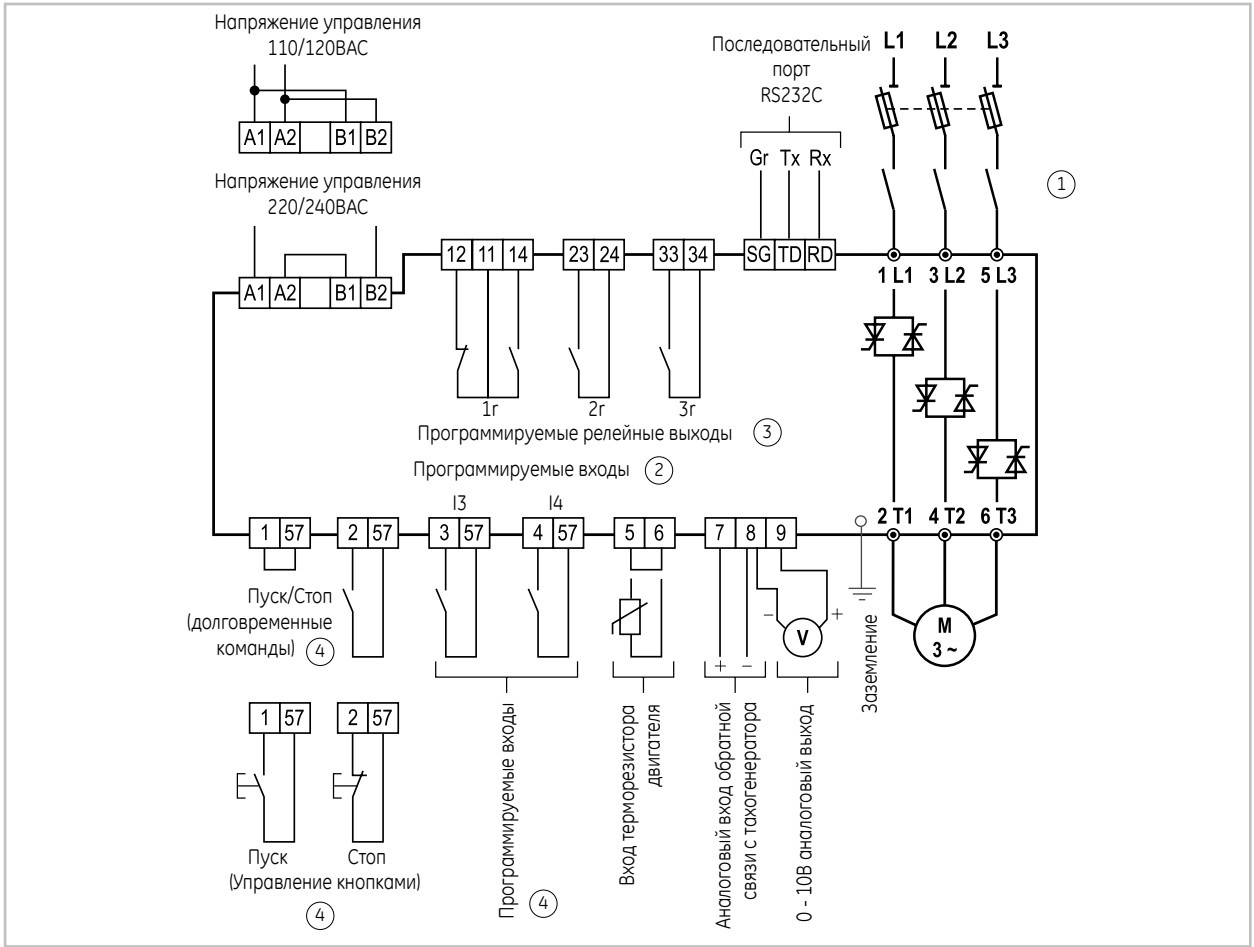 Напряжение управления
110/120ВАС
A1 A2 B1 B2
Напряжение управления
220/240ВАС
A1 A2 B1 B2
Последовательный
порт
RS232C
Gr Tx Rx
SG TD RD
L1 L2 L3
1
12 11 14
23 24
33 34
1 L1 3 L2 5 L3
1r 2r 3r
Программируемые релейные выходы 3
Программируемые входы 2
I3 I4
1 57
2 57
3 57
4 57
5 6
7 8 9
2 T1 4 T2 6 T3
Пуск/Стоп
(долговременные
команды) 4
– +
V
+ –
M
3 ~
Заземление
1 57
2 57
Пуск Стоп
(Управление кнопками)
4
Программируемые входы 4
Вход терморезистора
двигателя
Аналоговый вход обратной
связи с тахогенератора
0 - 10В аналоговый выход